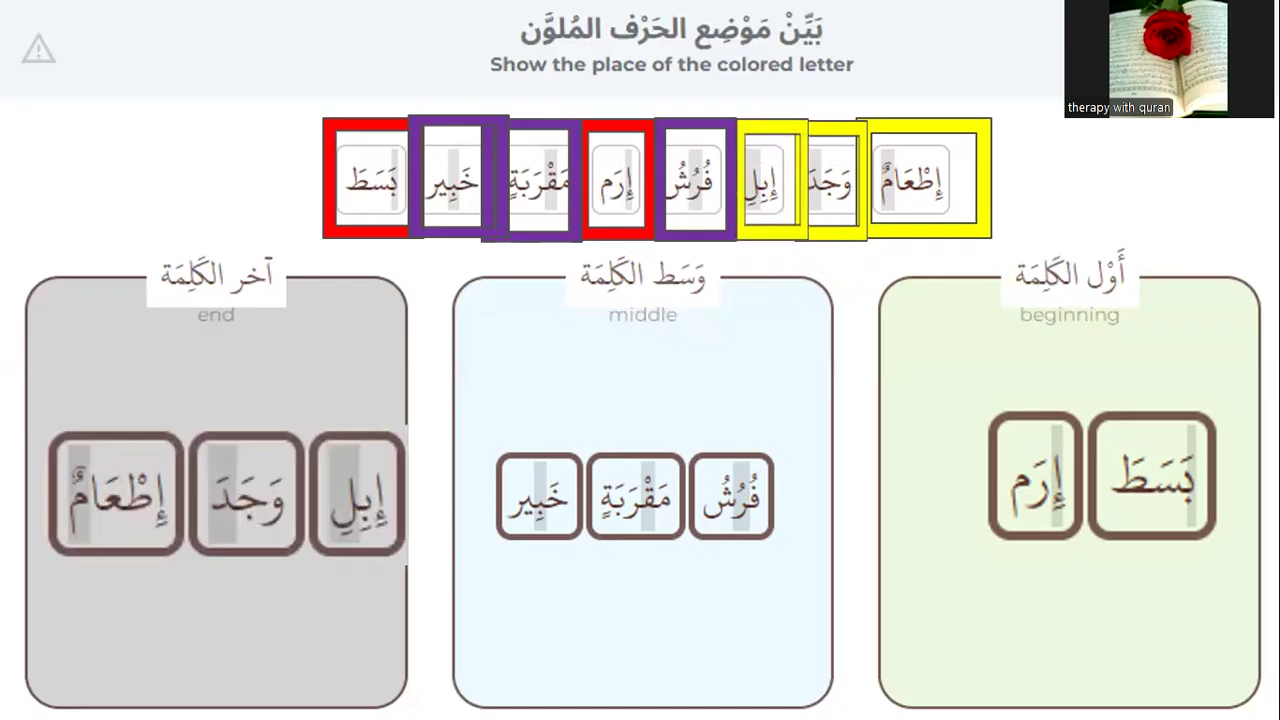 بَيِّنْ مَوْضِع الحَرْف المُلوَّن
Show the place of the colored letter
therapy with quran
إِطْعَامٌ وَجَدَ إِبِلِ فُرُشُ إِرَم مَقْرَبَةٍ خَبِير بَسَطَ
أَوْل الكَلِمَة
beginning
بَسَطَ إِرَم
وَسَط الكَلِمَة
middle
فُرُشُ مَقْرَبَةٍ خَبِير
آخر الكَلِمَة
end
إِبِلِ وَجَدَ إِطْعَامٌ